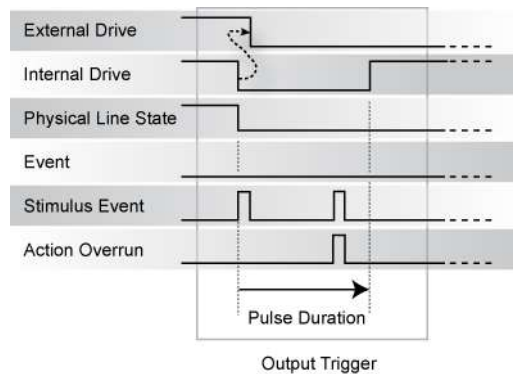 External Drive
Internal Drive
Physical Line State
Event
Stimulus Event
Action Overrun
Pulse Duration
Output Trigger